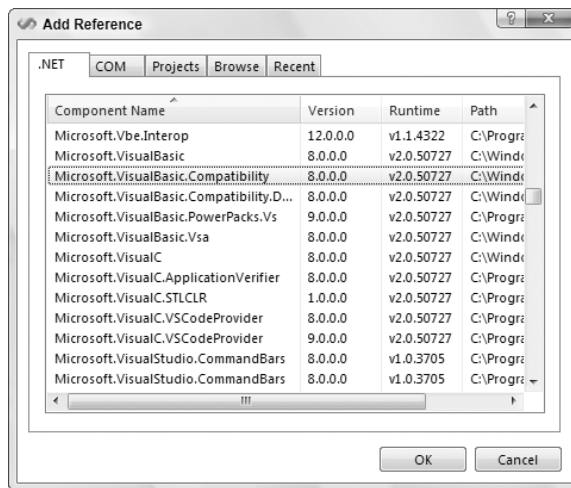 Add Reference
.NET COM Projects Browse Recent
Component Name Version Runtime Path
Microsoft.Vbe.Interop 12.0.0.0 v1.1.4322 C:\Progra
Microsoft.VisualBasic 8.0.0.0 v2.0.50727 C:\Windo
Microsoft.VisualBasic.Compatibility 8.0.0.0 v2.0.50727 C:\Windo
Microsoft.VisualBasic.Compatibility.D... 8.0.0.0 v2.0.50727 C:\Windo
Microsoft.VisualBasic.PowerPacks.Vs 9.0.0.0 v2.0.50727 C:\Progra
Microsoft.VisualBasic.Vsa 8.0.0.0 v2.0.50727 C:\Windo
Microsoft.VisualC 8.0.0.0 v2.0.50727 C:\Windo
Microsoft.VisualC.ApplicationVerifier 8.0.0.0 v2.0.50727 C:\Progra
Microsoft.VisualC.STLCLR 1.0.0.0 v2.0.50727 C:\Progra
Microsoft.VisualC.VSCodeProvider 8.0.0.0 v2.0.50727 C:\Progra
Microsoft.VisualC.VSCodeProvider 9.0.0.0 v2.0.50727 C:\Progra
Microsoft.VisualStudio.CommandBars 8.0.0.0 v1.0.3705 C:\Progra
Microsoft.VisualStudio.CommandBars 8.0.0.0 v1.0.3705 C:\Progra
OK Cancel